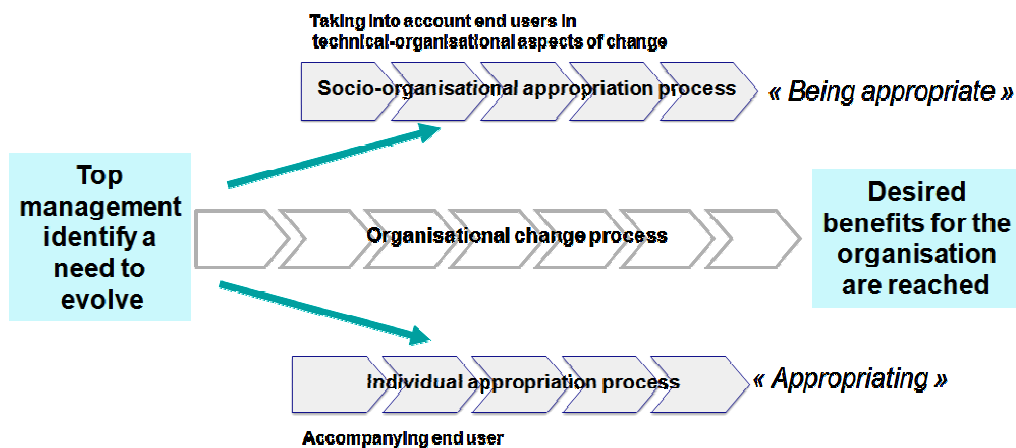 Taking into account end users in
technical-organisational aspects of change
Socio-organisational appropriation process
« Being appropriate »
Top
management
identify a
need to
evolve
Organisational change process
Desired
benefits for the
organisation
are reached
Individual appropriation process
« Appropriating »
Accompanying end user